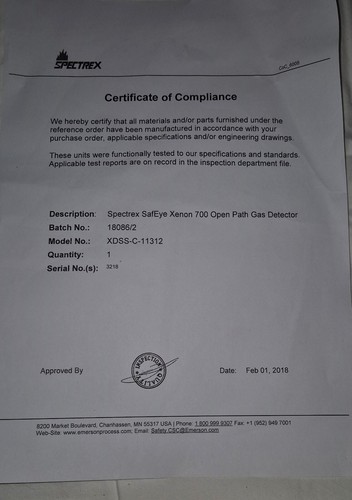 SPECTREX
CoC_6006
Certificate of Compliance
We hereby certify that all materials and/or parts furnished under the
reference order have been manufactured in accordance with your
purchase order, applicable specifications and/or engineering drawings.
These units were functionally tested to our specifications and standards.
Applicable test reports are on record in the inspection department file.
Description: Spectrex SafEye Xenon 700 Open Path Gas Detector
Batch No.: 18086/2
Model No.: XDSS-C-11312
Quantity: 1
Serial No.(s): 3218
Approved By
INSPECTION
QUALITY
Date: Feb 01, 2018
8200 Market Boulevard, Chanhassen, MN 55317 USA | Phone: 1 800 999 9307 Fax: +1 (952) 949 7001
Web-Site: www.emersonprocess.com; Email: Safety.CSC@Emerson.com